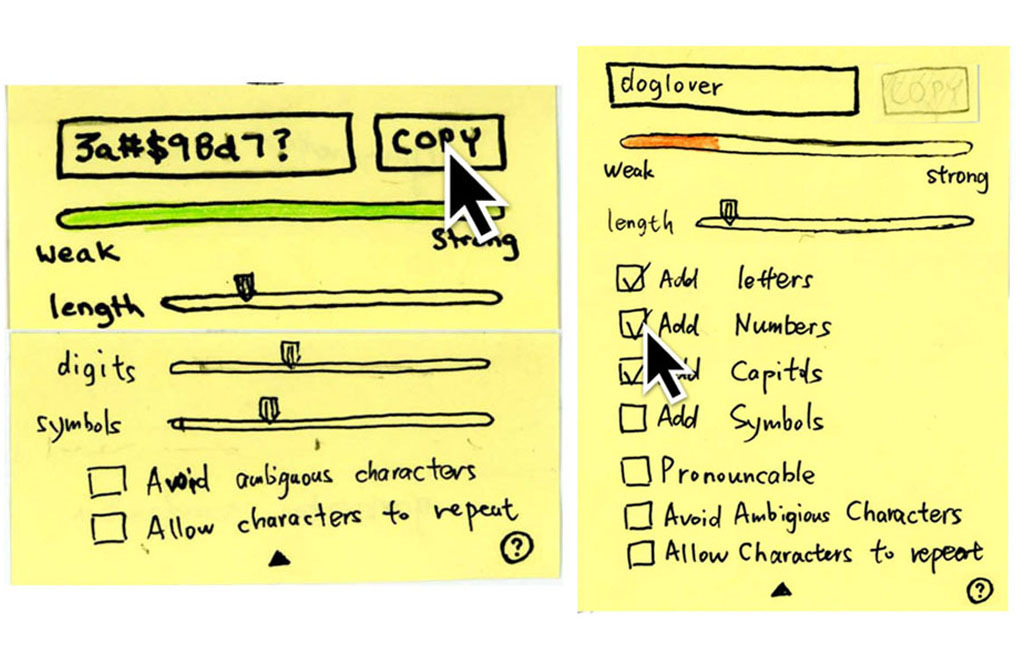 3a#$9Bd7? COPY
weak strong
length
digits
symbols
Avoid ambiguous characters
Allow characters to repeat
?
doglover COPY
weak strong
length
Add letters
Add Numbers
Add Capitals
Add Symbols
Pronouncable
Avoid Ambigious Characters
Allow Characters to repeat
?